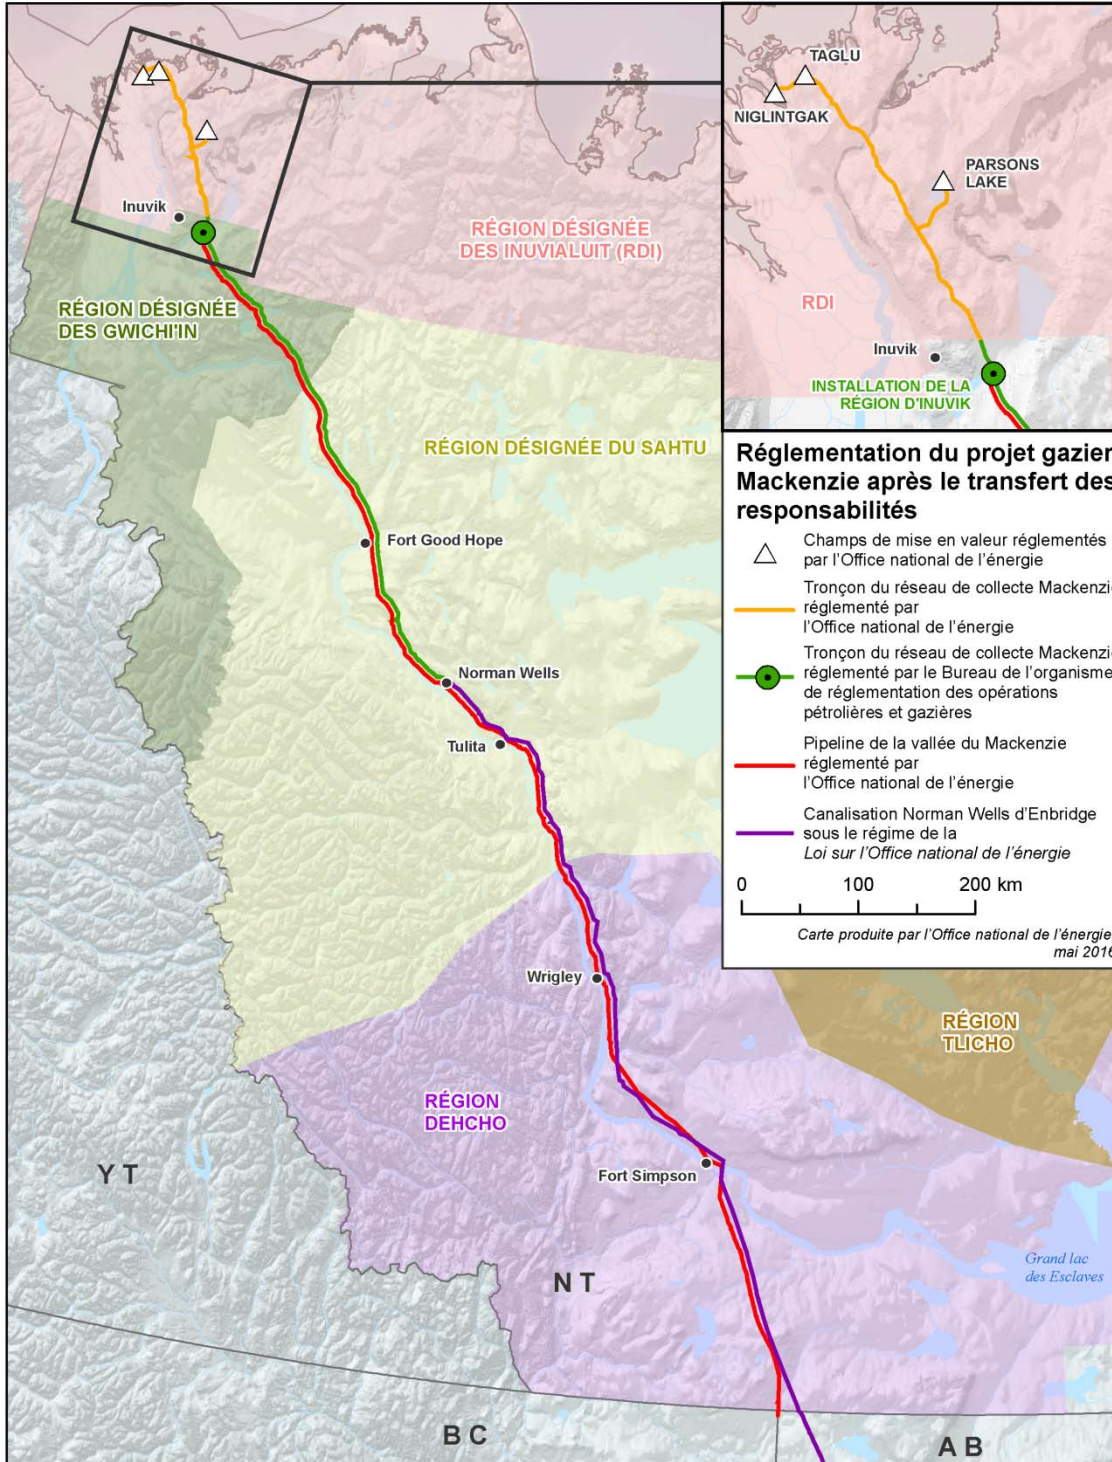 TAGLU
NIGLINTGAK
PARSONS
LAKE
RDI
Inuvik
INSTALLATION DE LA
RÉGION D'INUVIK
Inuvik
RÉGION DÉSIGNÉE
DES INUVIALUIT (RDI)
RÉGION DÉSIGNÉE
DES GWICHI'IN
RÉGION DÉSIGNÉE DU SAHTU
Fort Good Hope
Norman Wells
Tulita
Wrigley
RÉGION
TLICHO
RÉGION
DEHCHO
Fort Simpson
Y T
N T
Grand lac
des Esclaves
B C
A B
Réglementation du projet gazier
Mackenzie après le transfert des
responsabilités
Champs de mise en valeur réglementés
par l'Office national de l'énergie
Tronçon du réseau de collecte Mackenzie
réglementé par
l'Office national de l'énergie
Tronçon du réseau de collecte Mackenzie
réglementé par le Bureau de l'organisme
de réglementation des opérations
pétrolières et gazières
Pipeline de la vallée du Mackenzie
réglementé par
l'Office national de l'énergie
Canalisation Norman Wells d'Enbridge
sous le régime de la
Loi sur l'Office national de l'énergie
0 100 200 km
Carte produite par l'Office national de l'énergie
mai 2016